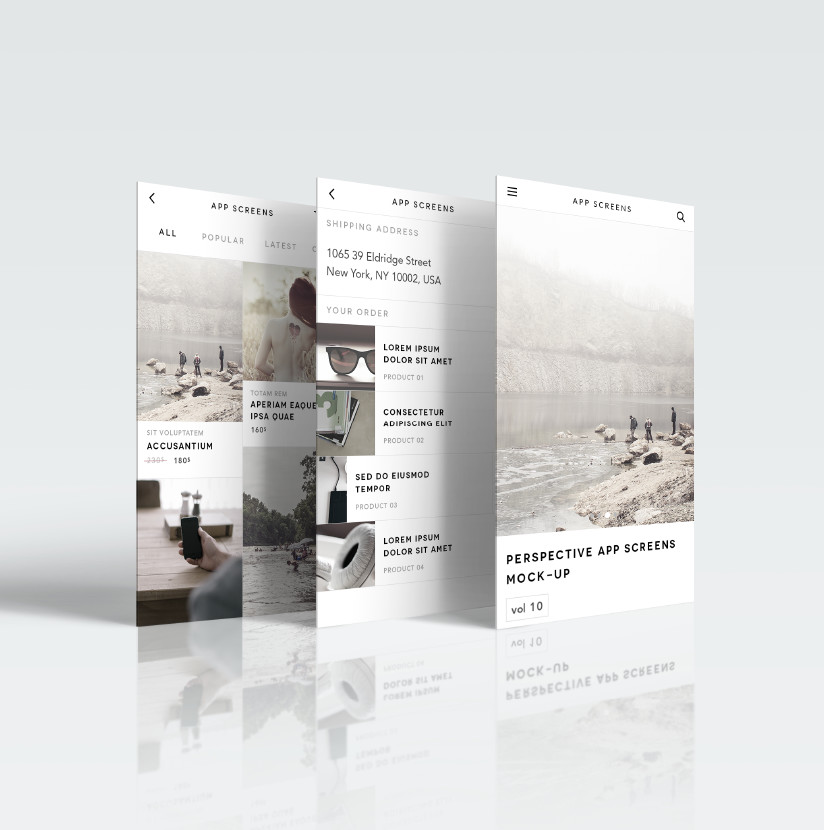 APP SCREENS
ALL POPULAR LATEST
SIT VOLUPTATEM
ACCUSANTIUM
230$ 180$
TOTAM REM
APERIAM EAQUE
IPSA QUAE
160$
APP SCREENS
SHIPPING ADDRESS
1065 39 Eldridge Street
New York, NY 10002, USA
YOUR ORDER
LOREM IPSUM
DOLOR SIT AMET
PRODUCT 01
CONSECTETUR
ADIPISCING ELIT
PRODUCT 02
SED DO EIUSMOD
TEMPOR
PRODUCT 03
LOREM IPSUM
DOLOR SIT AMET
PRODUCT 04
APP SCREENS
PERSPECTIVE APP SCREENS
MOCK-UP
vol 10